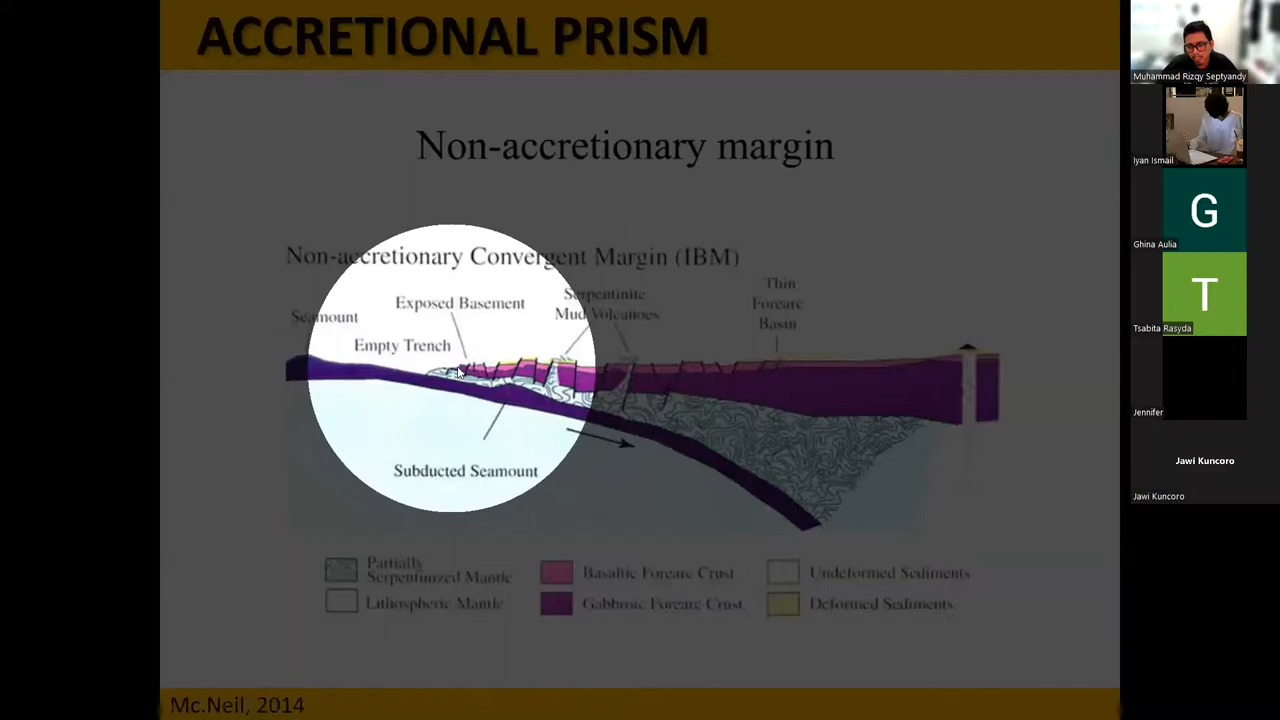 ACCRETIONAL PRISM
Non-accretionary margin
Non-accretionary Convergent Margin (IBM)
Seamount
Exposed Basement
Empty Trench
Serpentinite
Mud Volcanoes
Thin
Forearc
Basin
Subducted Seamount
Partially
Serpentinized Mantle
Lithospheric Mantle
Basaltic Forearc Crust
Gabbroic Forearc Crust
Undeformed Sediments
Deformed Sediments
Mc.Neil, 2014
Muhammad Rizqy Septyandy
Iyan Ismail
G
Ghina Aulia
T
Tsabita Rasyda
Jennifer
Jawi Kuncoro
Jawi Kuncoro